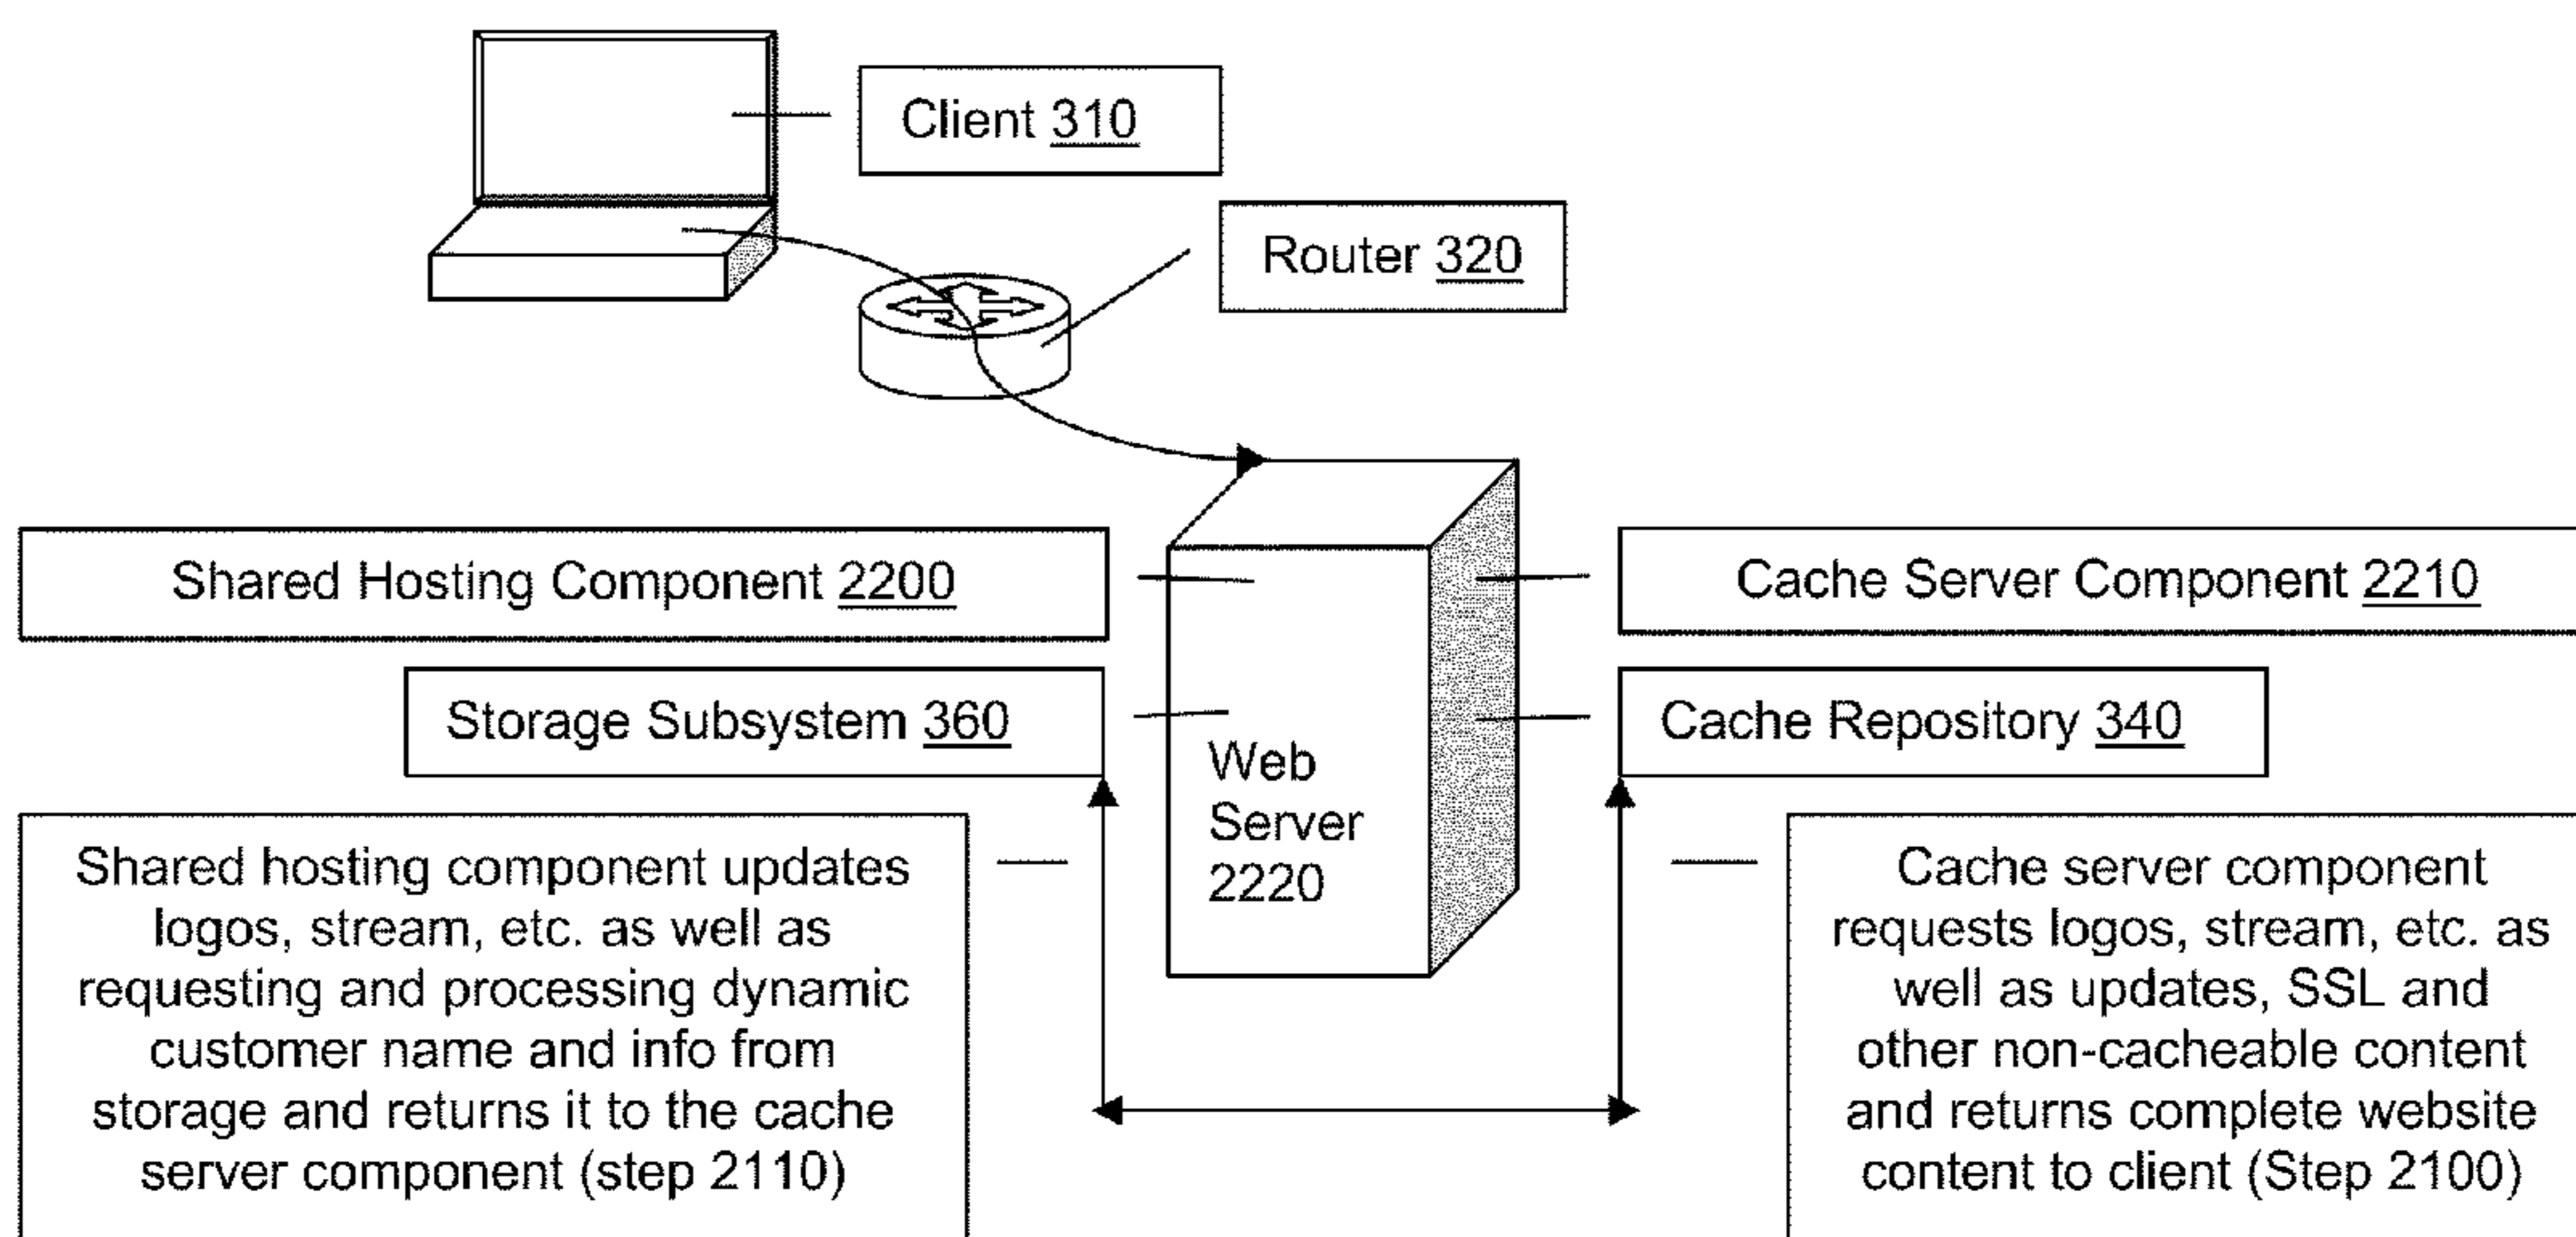 Client 310
Router 320
Shared Hosting Component 2200
Cache Server Component 2210
Storage Subsystem 360
Cache Repository 340
Web
Server
2220
Shared hosting component updates
logos, stream, etc. as well as
requesting and processing dynamic
customer name and info from
storage and returns it to the cache
server component (step 2110)
Cache server component
requests logos, stream, etc. as
well as updates, SSL and
other non-cacheable content
and returns complete website
content to client (Step 2100)